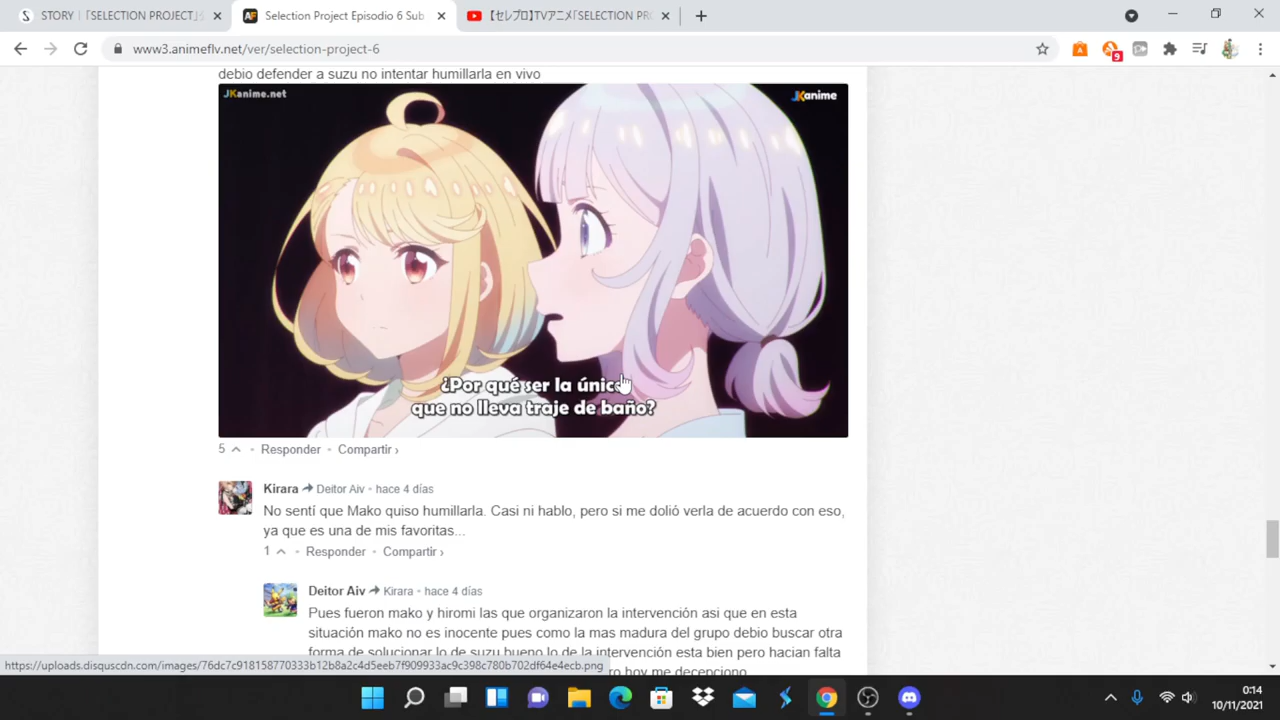 STORY | 「SELECTION PROJECT」
Selection Project Episodio 6 Sub
【セレプロ】TVアニメ「SELECTION PR
www3.animeflv.net/ver/selection-project-6
9
debio defender a suzu no intentar humillarla en vivo
JKanime.net
JKanime
¿Por qué ser la única
que no lleva traje de baño?
5 • Responder • Compartir ›
Kirara Deitor Aiv • hace 4 días
No sentí que Mako quiso humillarla. Casi ni hablo, pero si me dolió verla de acuerdo con eso,
ya que es una de mis favoritas...
1 • Responder • Compartir ›
Deitor Aiv Kirara • hace 4 días
Pues fueron mako y hiromi las que organizaron la intervención asi que en esta
situación mako no es inocente pues como la mas madura del grupo debio buscar otra
forma de solucionar lo de suzu bueno lo de la intervención esta bien pero hacian falta
ro hoy me decepciono
https://uploads.disquscdn.com/images/76dc7c918158770333b12b8a2c4d5eeb7f909933ac9c398c780b702df64e4ecb.png
0:14
10/11/2021